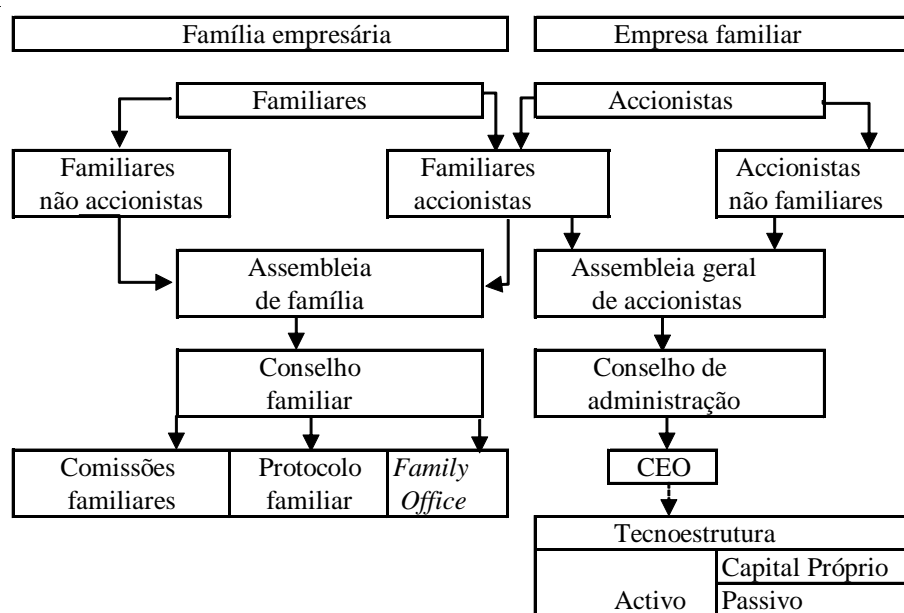 Família empresária
Empresa familiar
Familiares
Accionistas
Familiares
não accionistas
Familiares
accionistas
Accionistas
não familiares
Assembleia
de família
Assembleia geral
de accionistas
Conselho
familiar
Conselho de
administração
Comissões
familiares
Protocolo
familiar
Family
Office
CEO
Tecnoestrutura
Capital Próprio
Activo
Passivo